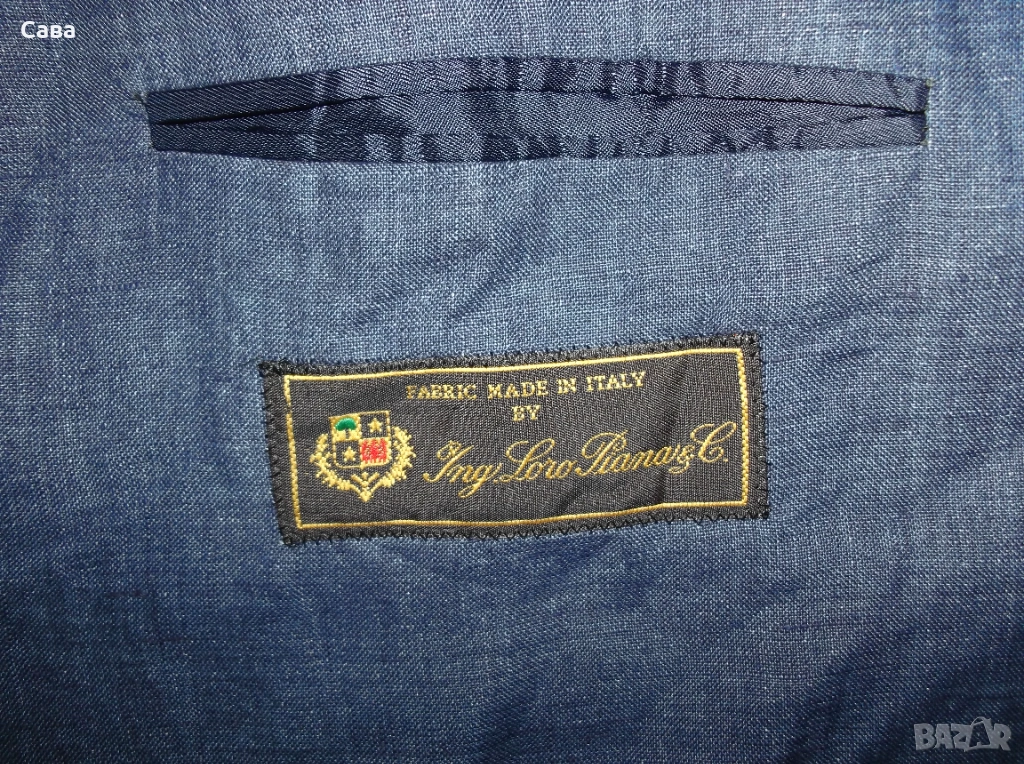 Сава
FABRIC MADE IN ITALY
BY
Ing. Loro Piana & C.
BAZAR